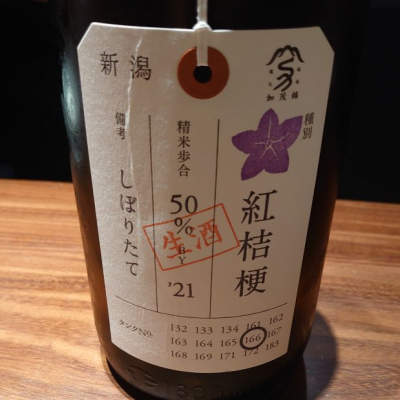 新潟
加茂錦
種別
紅桔梗
精米歩合
50%
BY
'21
生酒
備考
しぼりたて
タンクNo.
132 133 134 161 162
163 164 165 166 167
168 169 171 172 183